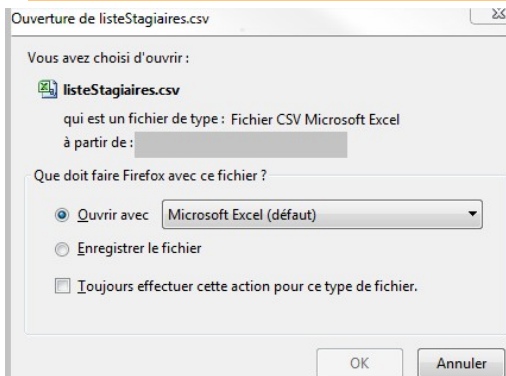 Ouverture de listeStagiaires.csv
Vous avez choisi d'ouvrir :
listeStagiaires.csv
qui est un fichier de type : Fichier CSV Microsoft Excel
à partir de :
Que doit faire Firefox avec ce fichier ?
Ouvrir avec Microsoft Excel (défaut)
Enregistrer le fichier
Toujours effectuer cette action pour ce type de fichier.
OK Annuler